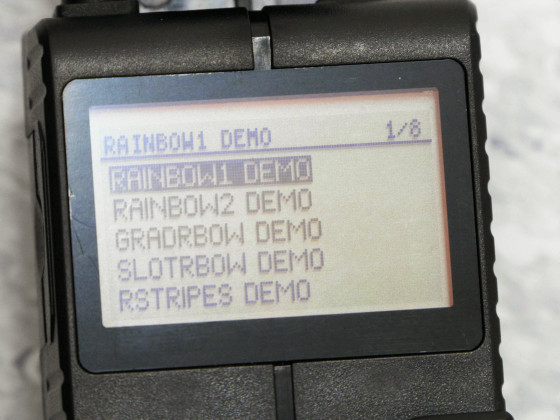 RAINBOW1 DEMO 1/8
RAINBOW1 DEMO
RAINBOW2 DEMO
GRADRBOW DEMO
SLOTRBOW DEMO
RSTRIPES DEMO